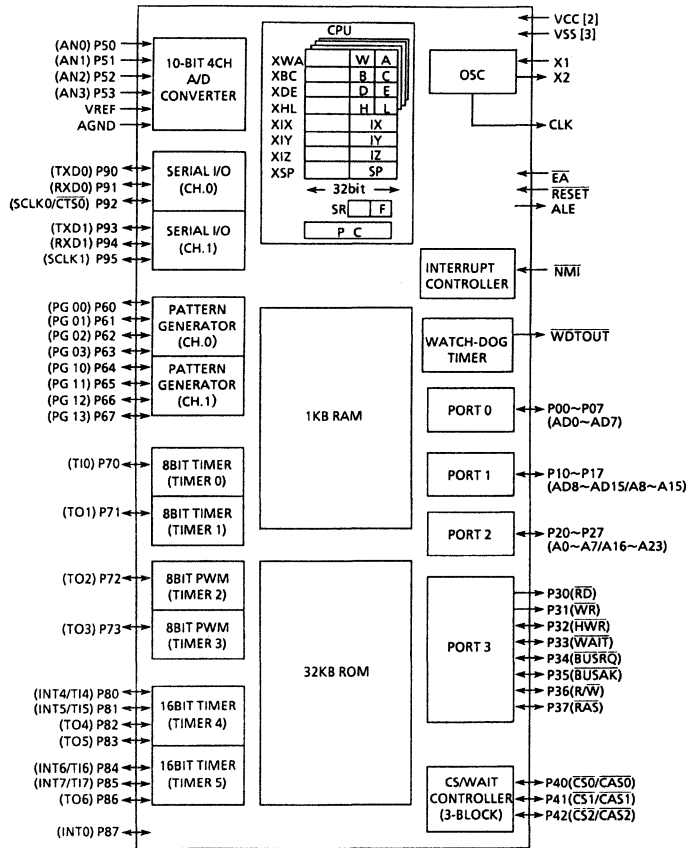 (AN0) P50
(AN1) P51
(AN2) P52
(AN3) P53
VREF
AGND
10-BIT 4CH
A/D
CONVERTER
(TXD0) P90
(RXD0) P91
(SCLK0/CTS0) P92
SERIAL I/O
(CH.0)
(TXD1) P93
(RXD1) P94
(SCLK1) P95
SERIAL I/O
(CH.1)
(PG 00) P60
(PG 01) P61
(PG 02) P62
(PG 03) P63
PATTERN
GENERATOR
(CH.0)
(PG 10) P64
(PG 11) P65
(PG 12) P66
(PG 13) P67
PATTERN
GENERATOR
(CH.1)
(TI0) P70
8BIT TIMER
(TIMER 0)
(TO1) P71
8BIT TIMER
(TIMER 1)
(TO2) P72
8BIT PWM
(TIMER 2)
(TO3) P73
8BIT PWM
(TIMER 3)
(INT4/TI4) P80
(INT5/TI5) P81
(TO4) P82
(TO5) P83
16BIT TIMER
(TIMER 4)
(INT6/TI6) P84
(INT7/TI7) P85
(TO6) P86
16BIT TIMER
(TIMER 5)
(INT0) P87
CPU
XWA W A
XBC B C
XDE D E
XHL H L
XIX IX
XIY IY
XIZ IZ
XSP SP
32bit
SR F
P C
1KB RAM
32KB ROM
VCC [2]
VSS [3]
OSC
X1
X2
CLK
EA
RESET
ALE
INTERRUPT
CONTROLLER
NMI
WATCH-DOG
TIMER
WDTOUT
PORT 0
P00~P07
(AD0~AD7)
PORT 1
P10~P17
(AD8~AD15/A8~A15)
PORT 2
P20~P27
(A0~A7/A16~A23)
PORT 3
P30(RD)
P31(WR)
P32(HWR)
P33(WAIT)
P34(BUSRQ)
P35(BUSAK)
P36(R/W)
P37(RAS)
CS/WAIT
CONTROLLER
(3-BLOCK)
P40(CS0/CAS0)
P41(CS1/CAS1)
P42(CS2/CAS2)